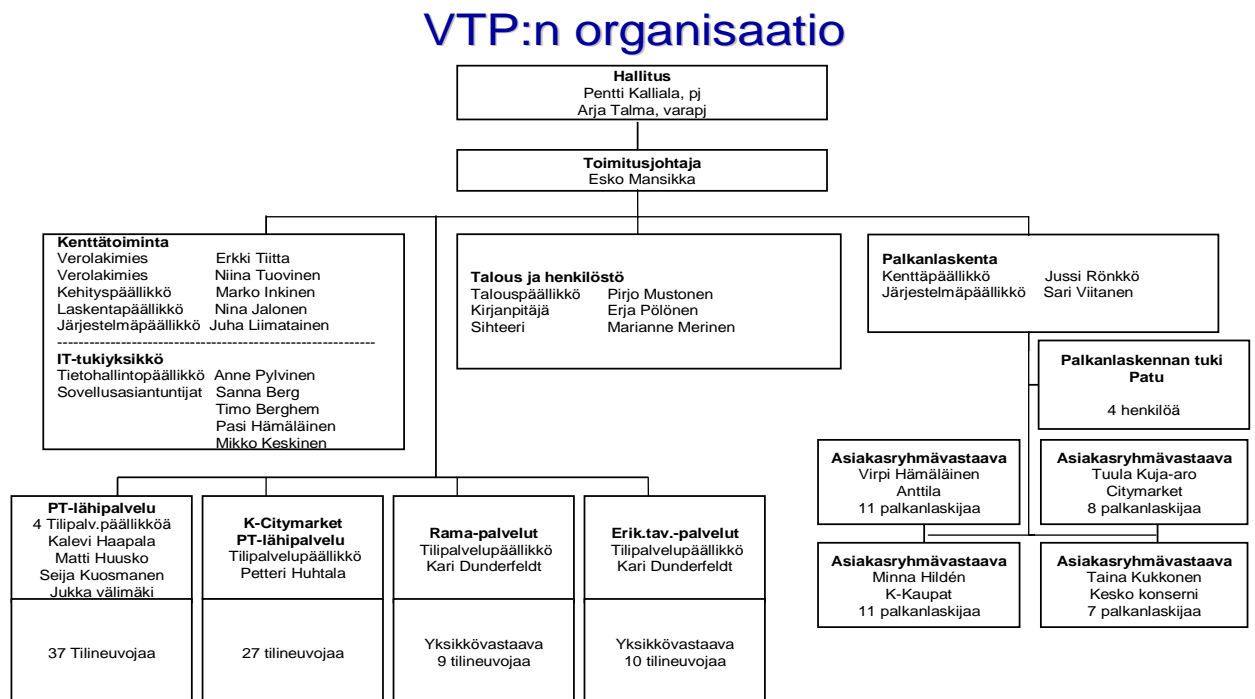 VTP:n organisaatio
Hallitus
Pentti Kalliala, pj
Arja Talma, varapj
Toimitusjohtaja
Esko Mansikka
Kenttätoiminta
Verolakimies Erkki Tiitta
Verolakimies Niina Tuovinen
Kehityspäällikkö Marko Inkinen
Laskentapäällikkö Nina Jalonen
Järjestelmäpäällikkö Juha Liimatainen
------------------------------------------------------------
IT-tukiyksikkö
Tietohallintopäällikkö Anne Pylvinen
Sovellusasiantuntijat Sanna Berg
Timo Berghem
Pasi Hämäläinen
Mikko Keskinen
Talous ja henkilöstö
Talouspäällikkö Pirjo Mustonen
Kirjanpitäjä Erja Pölönen
Sihteeri Marianne Merinen
Palkanlaskenta
Kenttäpäällikkö Jussi Rönkkö
Järjestelmäpäällikkö Sari Viitanen
Palkanlaskennan tuki
Patu
4 henkilöä
Asiakasryhmävastaava
Virpi Hämäläinen
Anttila
11 palkanlaskijaa
Asiakasryhmävastaava
Tuula Kuja-aro
Citymarket
8 palkanlaskijaa
Asiakasryhmävastaava
Minna Hildén
K-Kaupat
11 palkanlaskijaa
Asiakasryhmävastaava
Taina Kukkonen
Kesko konserni
7 palkanlaskijaa
PT-lähipalvelu
4 Tilipalv.päällikköä
Kalevi Haapala
Matti Huusko
Seija Kuosmanen
Jukka välimäki
37 Tilineuvojaa
K-Citymarket
PT-lähipalvelu
Tilipalvelupäällikkö
Petteri Huhtala
27 tilineuvojaa
Rama-palvelut
Tilipalvelupäällikkö
Kari Dunderfeldt
Yksikkövastaava
9 tilineuvojaa
Erik.tav.-palvelut
Tilipalvelupäällikkö
Kari Dunderfeldt
Yksikkövastaava
10 tilineuvojaa